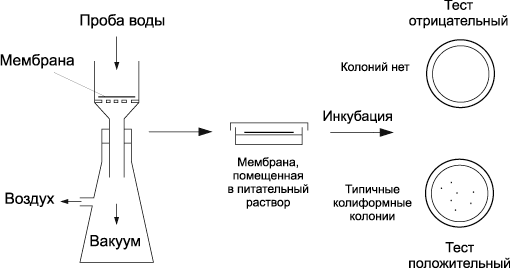 Проба воды
Мембрана
Воздух
Вакуум
Мембрана,
помещенная
в питательный
раствор
Инкубация
Тест
отрицательный
Колоний нет
Типичные
колиформные
колонии
Тест
положительный